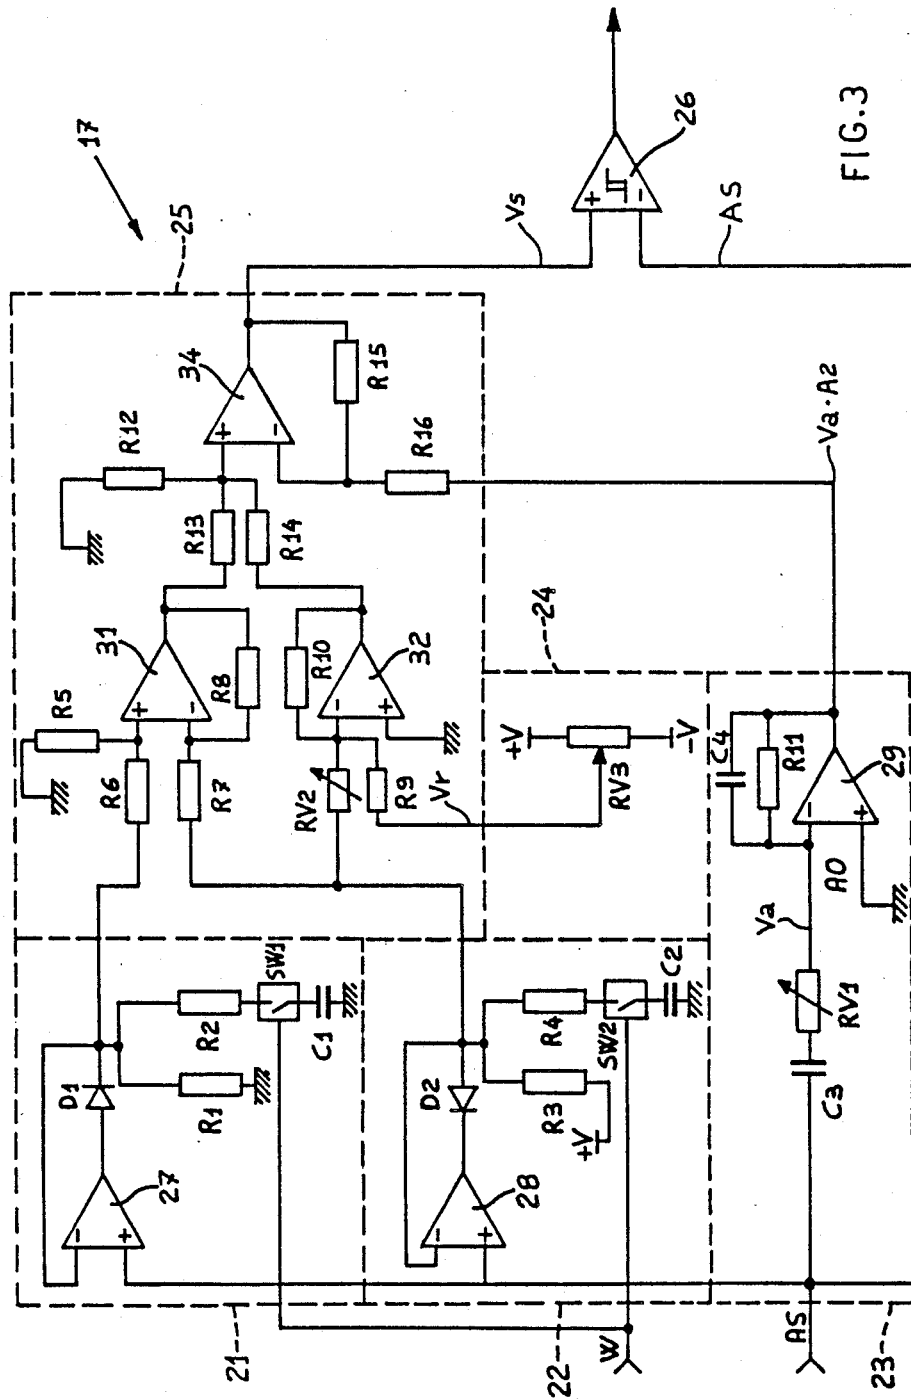 17
25
R12
34
+
-
R15
R16
Vs
+
-
26
AS
FIG.3
R5
R6
R7
31
+
-
R8
R13
R14
R10
32
-
+
RV2
R9
Vr
24
+V
-V
RV3
Va·A2
C4
R11
29
-
+
AO
Va
RV1
C3
D1
R1
R2
SW1
C1
27
-
+
D2
R3
+V
R4
SW2
C2
28
-
+
21
22
W
AS
23